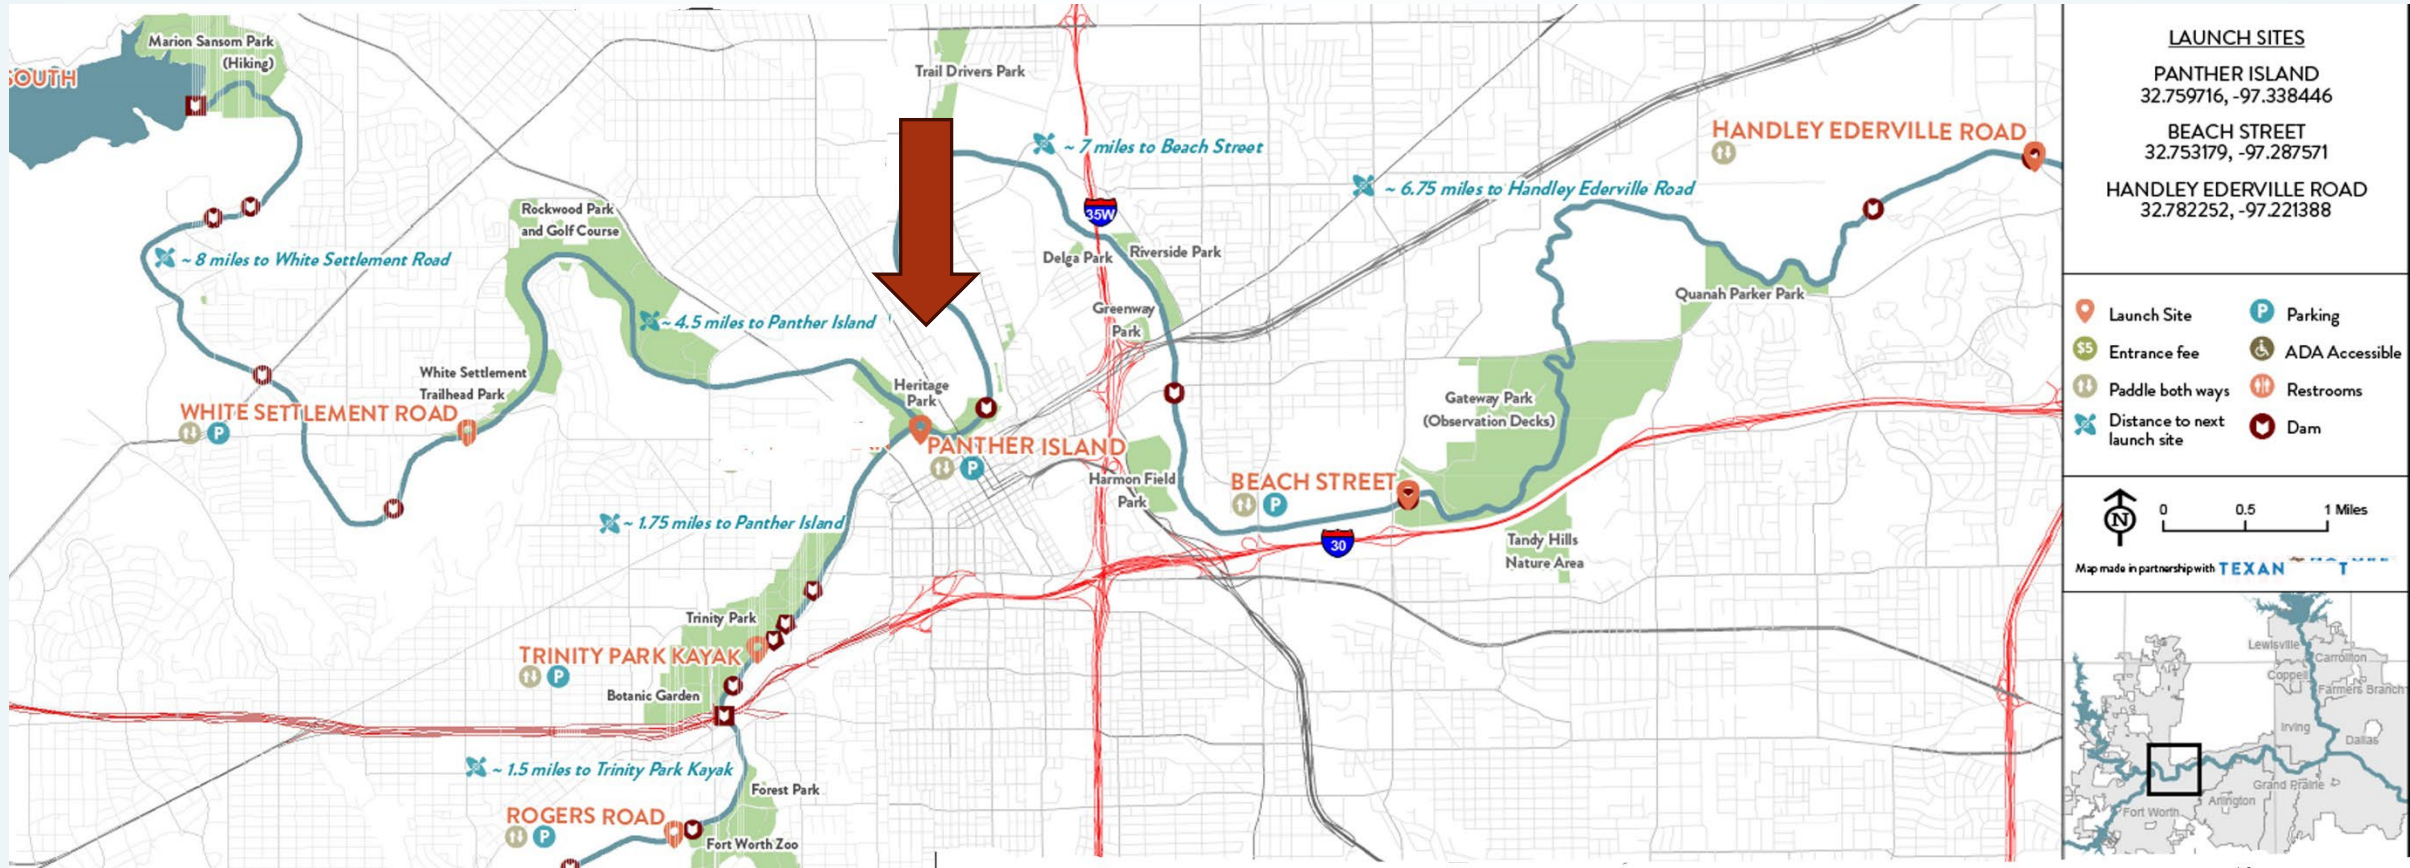 Marion Sansom Park
(Hiking)
SOUTH
~ 8 miles to White Settlement Road
Rockwood Park
and Golf Course
~ 4.5 miles to Panther Island
White Settlement
Trailhead Park
WHITE SETTLEMENT ROAD
P
Trail Drivers Park
~ 7 miles to Beach Street
35W
Delga Park
Riverside Park
Greenway
Park
Heritage
Park
PANTHER ISLAND
P
Harmon Field
Park
~ 1.75 miles to Panther Island
Trinity Park
TRINITY PARK KAYAK
P
Botanic Garden
~ 1.5 miles to Trinity Park Kayak
Forest Park
ROGERS ROAD
P
Fort Worth Zoo
HANDLEY EDERVILLE ROAD
~ 6.75 miles to Handley Ederville Road
Quanah Parker Park
Gateway Park
(Observation Decks)
BEACH STREET
P
30
Tandy Hills
Nature Area
LAUNCH SITES
PANTHER ISLAND
32.759716, -97.338446
BEACH STREET
32.753179, -97.287571
HANDLEY EDERVILLE ROAD
32.782252, -97.221388
Launch Site
P Parking
$5 Entrance fee
ADA Accessible
Paddle both ways
Restrooms
Distance to next
launch site
Dam
N
0 0.5 1 Miles
Map made in partnership with TEXAN T
Lewisville
Carrollton
Coppell
Farmers Branch
Irving
Dallas
Grand Prairie
Arlington
Fort Worth